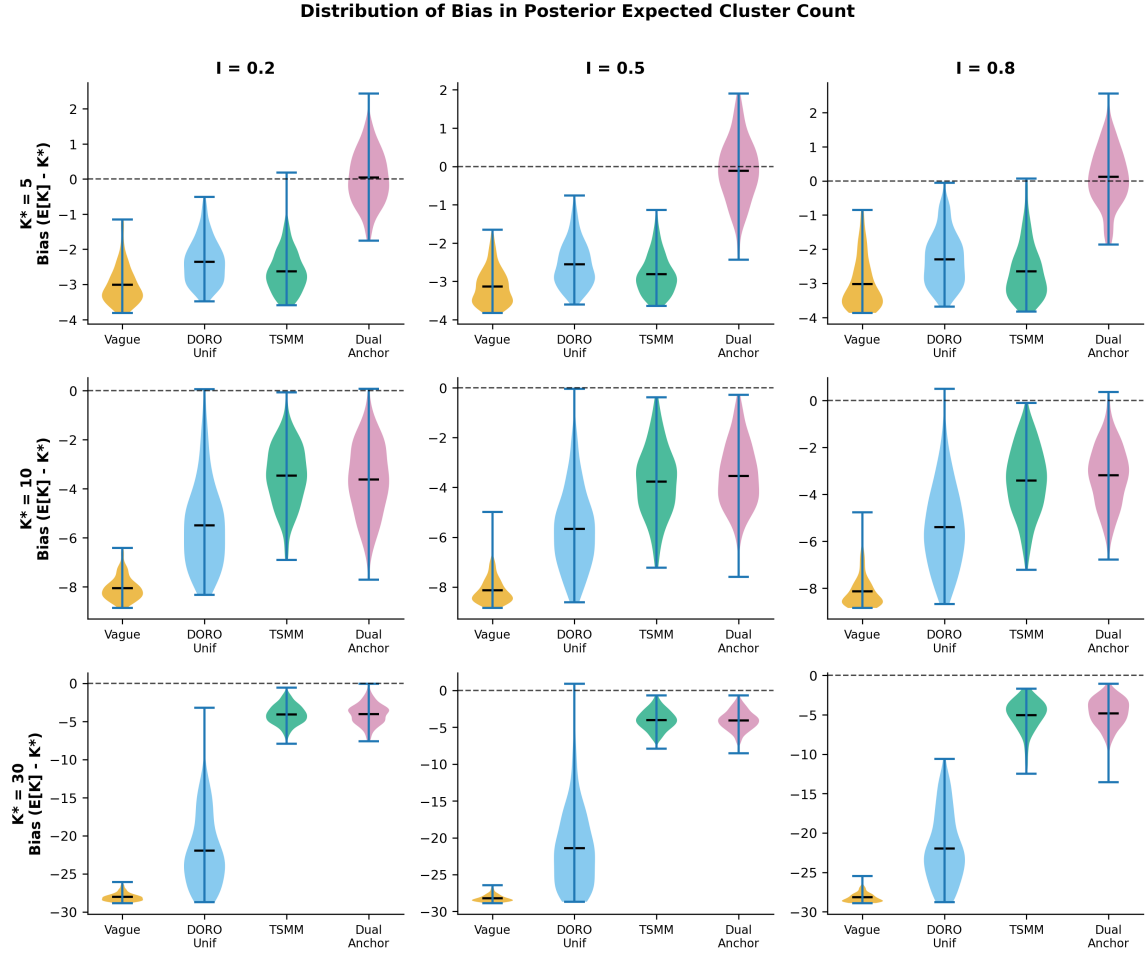 Distribution of Bias in Posterior Expected Cluster Count
I = 0.2
I = 0.5
I = 0.8
K* = 5
Bias (E[K] - K*)
2
1
0
−1
−2
−3
−4
Vague
DORO
Unif
TSMM
Dual
Anchor
2
1
0
−1
−2
−3
−4
Vague
DORO
Unif
TSMM
Dual
Anchor
2
1
0
−1
−2
−3
−4
Vague
DORO
Unif
TSMM
Dual
Anchor
K* = 10
Bias (E[K] - K*)
0
−2
−4
−6
−8
Vague
DORO
Unif
TSMM
Dual
Anchor
0
−2
−4
−6
−8
Vague
DORO
Unif
TSMM
Dual
Anchor
0
−2
−4
−6
−8
Vague
DORO
Unif
TSMM
Dual
Anchor
K* = 30
Bias (E[K] - K*)
0
−5
−10
−15
−20
−25
−30
Vague
DORO
Unif
TSMM
Dual
Anchor
0
−5
−10
−15
−20
−25
−30
Vague
DORO
Unif
TSMM
Dual
Anchor
0
−5
−10
−15
−20
−25
−30
Vague
DORO
Unif
TSMM
Dual
Anchor